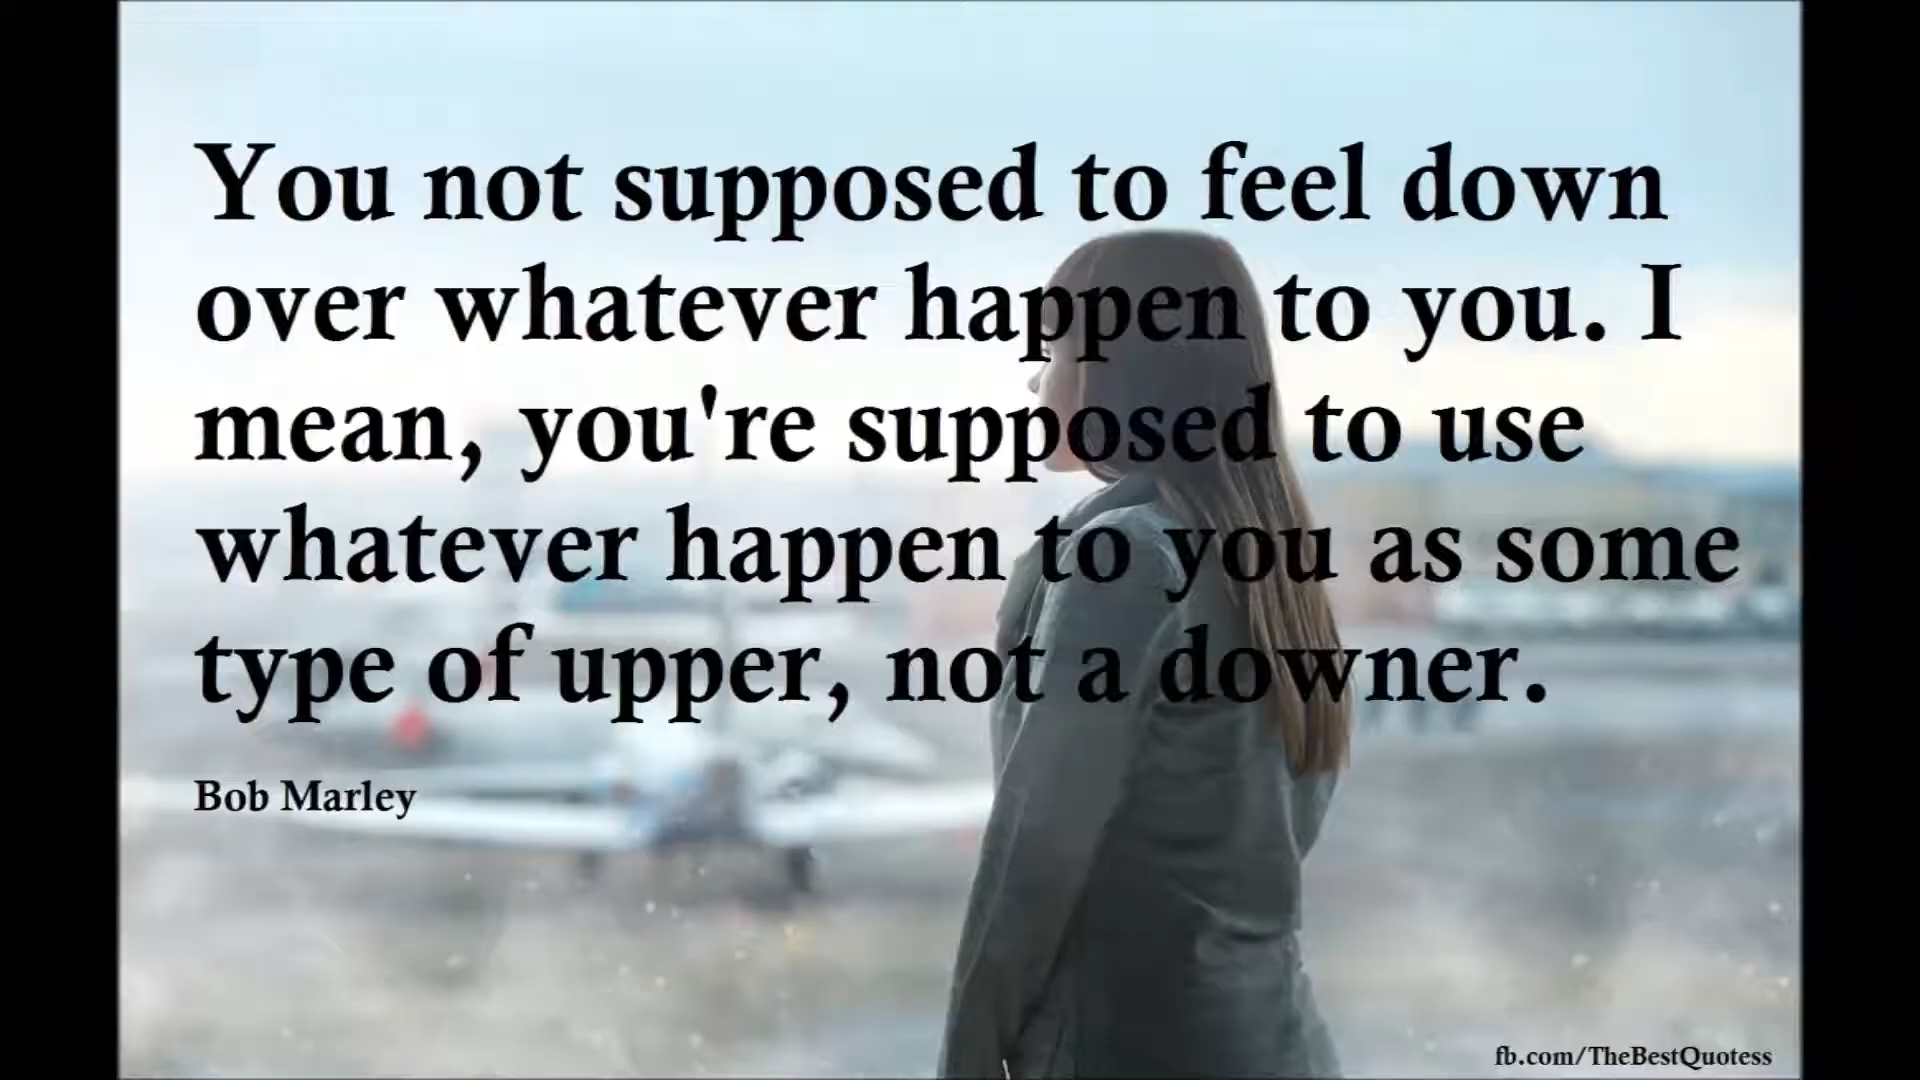 You not supposed to feel down
over whatever happen to you. I
mean, you're supposed to use
whatever happen to you as some
type of upper, not a downer.
Bob Marley
fb.com/TheBestQuotess